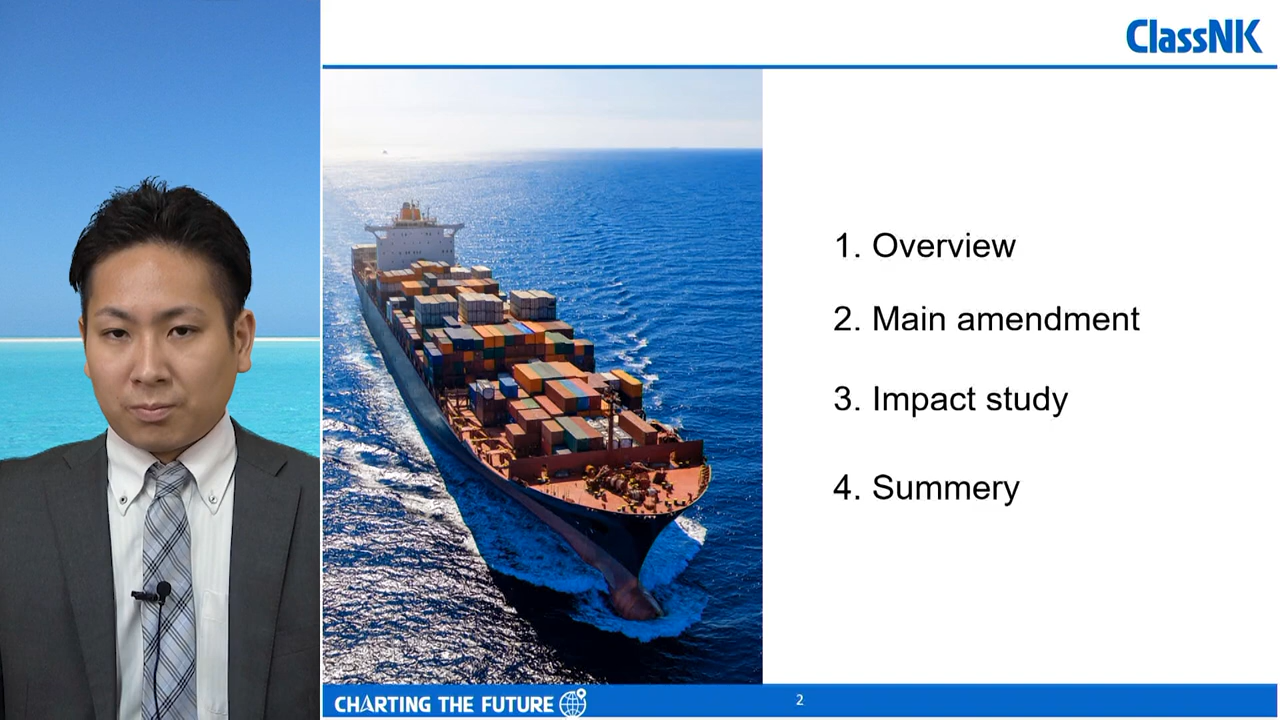 ClassNK
1. Overview
2. Main amendment
3. Impact study
4. Summery
CHARTING THE FUTURE
2